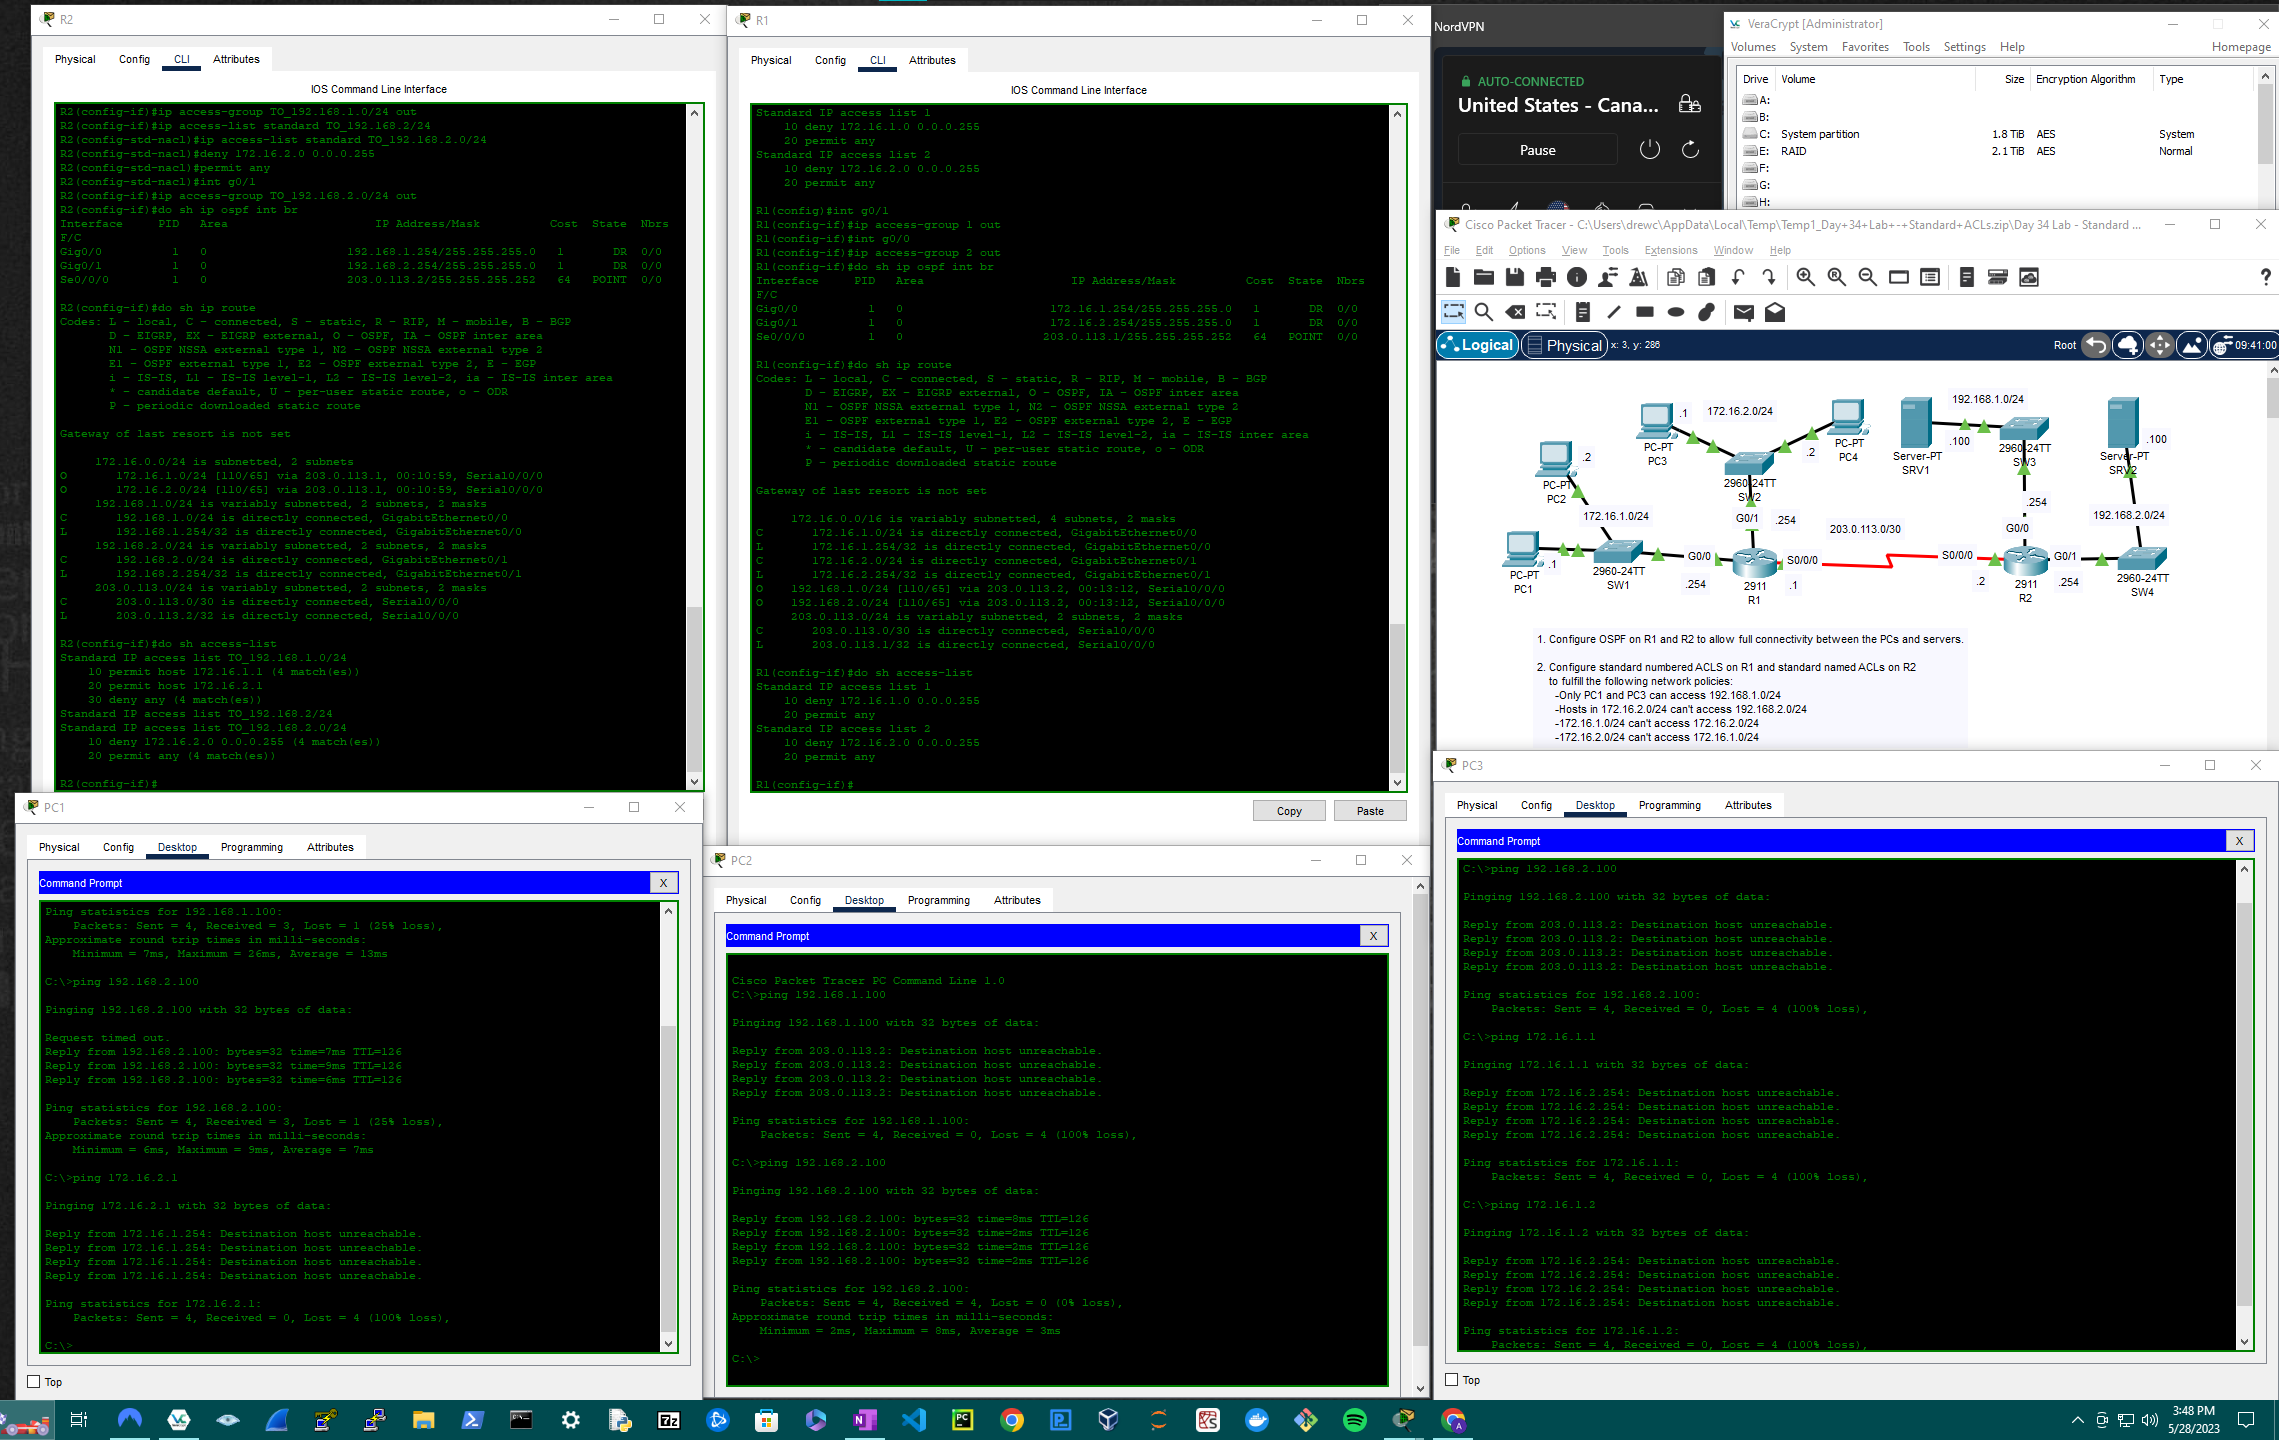 R2
Physical Config CLI Attributes
IOS Command Line Interface
R2(config-if)#ip access-group TO_192.168.1.0/24 out
R2(config-if)#ip access-list standard TO_192.168.2/24
R2(config-std-nacl)#ip access-list standard TO_192.168.2.0/24
R2(config-std-nacl)#deny 172.16.2.0 0.0.0.255
R2(config-std-nacl)#permit any
R2(config-std-nacl)#int g0/1
R2(config-if)#ip access-group TO_192.168.2.0/24 out
R2(config-if)#do sh ip ospf int br
Interface PID Area IP Address/Mask Cost State Nbrs
F/C
Gig0/0 1 0 192.168.1.254/255.255.255.0 1 DR 0/0
Gig0/1 1 0 192.168.2.254/255.255.255.0 1 DR 0/0
Se0/0/0 1 0 203.0.113.2/255.255.255.252 64 POINT 0/0
R2(config-if)#do sh ip route
Codes: L - local, C - connected, S - static, R - RIP, M - mobile, B - BGP
D - EIGRP, EX - EIGRP external, O - OSPF, IA - OSPF inter area
N1 - OSPF NSSA external type 1, N2 - OSPF NSSA external type 2
E1 - OSPF external type 1, E2 - OSPF external type 2, E - EGP
i - IS-IS, L1 - IS-IS level-1, L2 - IS-IS level-2, ia - IS-IS inter area
* - candidate default, U - per-user static route, o - ODR
P - periodic downloaded static route
Gateway of last resort is not set
172.16.0.0/24 is subnetted, 2 subnets
O 172.16.1.0/24 [110/65] via 203.0.113.1, 00:10:59, Serial0/0/0
O 172.16.2.0/24 [110/65] via 203.0.113.1, 00:10:59, Serial0/0/0
192.168.1.0/24 is variably subnetted, 2 subnets, 2 masks
C 192.168.1.0/24 is directly connected, GigabitEthernet0/0
L 192.168.1.254/32 is directly connected, GigabitEthernet0/0
192.168.2.0/24 is variably subnetted, 2 subnets, 2 masks
C 192.168.2.0/24 is directly connected, GigabitEthernet0/1
L 192.168.2.254/32 is directly connected, GigabitEthernet0/1
203.0.113.0/24 is variably subnetted, 2 subnets, 2 masks
C 203.0.113.0/30 is directly connected, Serial0/0/0
L 203.0.113.2/32 is directly connected, Serial0/0/0
R2(config-if)#do sh access-list
Standard IP access list TO_192.168.1.0/24
10 permit host 172.16.1.1 (4 match(es))
20 permit host 172.16.2.1
30 deny any (4 match(es))
Standard IP access list TO_192.168.2/24
Standard IP access list TO_192.168.2.0/24
10 deny 172.16.2.0 0.0.0.255 (4 match(es))
20 permit any (4 match(es))
R2(config-if)#
R1
Physical Config CLI Attributes
IOS Command Line Interface
Standard IP access list 1
10 deny 172.16.1.0 0.0.0.255
20 permit any
Standard IP access list 2
10 deny 172.16.2.0 0.0.0.255
20 permit any
R1(config)#int g0/1
R1(config-if)#ip access-group 1 out
R1(config-if)#int g0/0
R1(config-if)#ip access-group 2 out
R1(config-if)#do sh ip ospf int br
Interface PID Area IP Address/Mask Cost State Nbrs
F/C
Gig0/0 1 0 172.16.1.254/255.255.255.0 1 DR 0/0
Gig0/1 1 0 172.16.2.254/255.255.255.0 1 DR 0/0
Se0/0/0 1 0 203.0.113.1/255.255.255.252 64 POINT 0/0
R1(config-if)#do sh ip route
Codes: L - local, C - connected, S - static, R - RIP, M - mobile, B - BGP
D - EIGRP, EX - EIGRP external, O - OSPF, IA - OSPF inter area
N1 - OSPF NSSA external type 1, N2 - OSPF NSSA external type 2
E1 - OSPF external type 1, E2 - OSPF external type 2, E - EGP
i - IS-IS, L1 - IS-IS level-1, L2 - IS-IS level-2, ia - IS-IS inter area
* - candidate default, U - per-user static route, o - ODR
P - periodic downloaded static route
Gateway of last resort is not set
172.16.0.0/16 is variably subnetted, 4 subnets, 2 masks
C 172.16.1.0/24 is directly connected, GigabitEthernet0/0
L 172.16.1.254/32 is directly connected, GigabitEthernet0/0
C 172.16.2.0/24 is directly connected, GigabitEthernet0/1
L 172.16.2.254/32 is directly connected, GigabitEthernet0/1
O 192.168.1.0/24 [110/65] via 203.0.113.2, 00:13:12, Serial0/0/0
O 192.168.2.0/24 [110/65] via 203.0.113.2, 00:13:12, Serial0/0/0
203.0.113.0/24 is variably subnetted, 2 subnets, 2 masks
C 203.0.113.0/30 is directly connected, Serial0/0/0
L 203.0.113.1/32 is directly connected, Serial0/0/0
R1(config-if)#do sh access-list
Standard IP access list 1
10 deny 172.16.1.0 0.0.0.255
20 permit any
Standard IP access list 2
10 deny 172.16.2.0 0.0.0.255
20 permit any
R1(config-if)#
Copy Paste
NordVPN
AUTO-CONNECTED
United States - Cana...
Pause
VeraCrypt [Administrator]
Volumes System Favorites Tools Settings Help Homepage
Drive Volume Size Encryption Algorithm Type
A:
B:
C: System partition 1.8 TiB AES System
E: RAID 2.1 TiB AES Normal
F:
G:
H:
Cisco Packet Tracer - C:\Users\drewc\AppData\Local\Temp\Temp1_Day+34+Lab+-+Standard+ACLs.zip\Day 34 Lab - Standard ...
File Edit Options View Tools Extensions Window Help
?
Logical Physical x: 3, y: 286 Root 09:41:00
192.168.1.0/24
.1 172.16.2.0/24
PC-PT
PC3
PC-PT
PC4
.2
.100
Server-PT
SRV1
2960-24TT
SW3
.100
Server-PT
SRV2
.2
PC-PT
PC2
2960-24TT
SW2
172.16.1.0/24
G0/1 .254
203.0.113.0/30
.254
G0/0
192.168.2.0/24
PC-PT
PC1
.1
2960-24TT
SW1
G0/0
.254
S0/0/0
2911
R1
.1
S0/0/0
.2
2911
R2
G0/1
.254
2960-24TT
SW4
1. Configure OSPF on R1 and R2 to allow full connectivity between the PCs and servers.
2. Configure standard numbered ACLS on R1 and standard named ACLs on R2
to fulfill the following network policies:
-Only PC1 and PC3 can access 192.168.1.0/24
-Hosts in 172.16.2.0/24 can't access 192.168.2.0/24
-172.16.1.0/24 can't access 172.16.2.0/24
-172.16.2.0/24 can't access 172.16.1.0/24
PC1
Physical Config Desktop Programming Attributes
Command Prompt X
Ping statistics for 192.168.1.100:
Packets: Sent = 4, Received = 3, Lost = 1 (25% loss),
Approximate round trip times in milli-seconds:
Minimum = 7ms, Maximum = 26ms, Average = 13ms
C:\>ping 192.168.2.100
Pinging 192.168.2.100 with 32 bytes of data:
Request timed out.
Reply from 192.168.2.100: bytes=32 time=7ms TTL=126
Reply from 192.168.2.100: bytes=32 time=9ms TTL=126
Reply from 192.168.2.100: bytes=32 time=6ms TTL=126
Ping statistics for 192.168.2.100:
Packets: Sent = 4, Received = 3, Lost = 1 (25% loss),
Approximate round trip times in milli-seconds:
Minimum = 6ms, Maximum = 9ms, Average = 7ms
C:\>ping 172.16.2.1
Pinging 172.16.2.1 with 32 bytes of data:
Reply from 172.16.1.254: Destination host unreachable.
Reply from 172.16.1.254: Destination host unreachable.
Reply from 172.16.1.254: Destination host unreachable.
Reply from 172.16.1.254: Destination host unreachable.
Ping statistics for 172.16.2.1:
Packets: Sent = 4, Received = 0, Lost = 4 (100% loss),
C:\>
Top
PC2
Physical Config Desktop Programming Attributes
Command Prompt X
Cisco Packet Tracer PC Command Line 1.0
C:\>ping 192.168.1.100
Pinging 192.168.1.100 with 32 bytes of data:
Reply from 203.0.113.2: Destination host unreachable.
Reply from 203.0.113.2: Destination host unreachable.
Reply from 203.0.113.2: Destination host unreachable.
Reply from 203.0.113.2: Destination host unreachable.
Ping statistics for 192.168.1.100:
Packets: Sent = 4, Received = 0, Lost = 4 (100% loss),
C:\>ping 192.168.2.100
Pinging 192.168.2.100 with 32 bytes of data:
Reply from 192.168.2.100: bytes=32 time=8ms TTL=126
Reply from 192.168.2.100: bytes=32 time=2ms TTL=126
Reply from 192.168.2.100: bytes=32 time=2ms TTL=126
Reply from 192.168.2.100: bytes=32 time=2ms TTL=126
Ping statistics for 192.168.2.100:
Packets: Sent = 4, Received = 4, Lost = 0 (0% loss),
Approximate round trip times in milli-seconds:
Minimum = 2ms, Maximum = 8ms, Average = 3ms
C:\>
PC3
Physical Config Desktop Programming Attributes
Command Prompt X
C:\>ping 192.168.2.100
Pinging 192.168.2.100 with 32 bytes of data:
Reply from 203.0.113.2: Destination host unreachable.
Reply from 203.0.113.2: Destination host unreachable.
Reply from 203.0.113.2: Destination host unreachable.
Reply from 203.0.113.2: Destination host unreachable.
Ping statistics for 192.168.2.100:
Packets: Sent = 4, Received = 0, Lost = 4 (100% loss),
C:\>ping 172.16.1.1
Pinging 172.16.1.1 with 32 bytes of data:
Reply from 172.16.2.254: Destination host unreachable.
Reply from 172.16.2.254: Destination host unreachable.
Reply from 172.16.2.254: Destination host unreachable.
Reply from 172.16.2.254: Destination host unreachable.
Ping statistics for 172.16.1.1:
Packets: Sent = 4, Received = 0, Lost = 4 (100% loss),
C:\>ping 172.16.1.2
Pinging 172.16.1.2 with 32 bytes of data:
Reply from 172.16.2.254: Destination host unreachable.
Reply from 172.16.2.254: Destination host unreachable.
Reply from 172.16.2.254: Destination host unreachable.
Reply from 172.16.2.254: Destination host unreachable.
Ping statistics for 172.16.1.2:
Packets: Sent = 4, Received = 0, Lost = 4 (100% loss),
Top
3:48 PM
5/28/2023